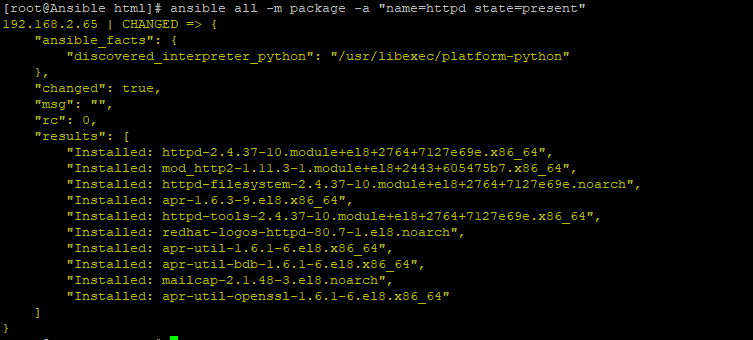 [root@Ansible html]# ansible all -m package -a "name=httpd state=present"
192.168.2.65 | CHANGED => {
    "ansible_facts": {
        "discovered_interpreter_python": "/usr/libexec/platform-python"
    },
    "changed": true,
    "msg": "",
    "rc": 0,
    "results": [
        "Installed: httpd-2.4.37-10.module+el8+2764+7127e69e.x86_64",
        "Installed: mod_http2-1.11.3-1.module+el8+2443+605475b7.x86_64",
        "Installed: httpd-filesystem-2.4.37-10.module+el8+2764+7127e69e.noarch",
        "Installed: apr-1.6.3-9.el8.x86_64",
        "Installed: httpd-tools-2.4.37-10.module+el8+2764+7127e69e.x86_64",
        "Installed: redhat-logos-httpd-80.7-1.el8.noarch",
        "Installed: apr-util-1.6.1-6.el8.x86_64",
        "Installed: apr-util-bdb-1.6.1-6.el8.x86_64",
        "Installed: mailcap-2.1.48-3.el8.noarch",
        "Installed: apr-util-openssl-1.6.1-6.el8.x86_64"
    ]
}